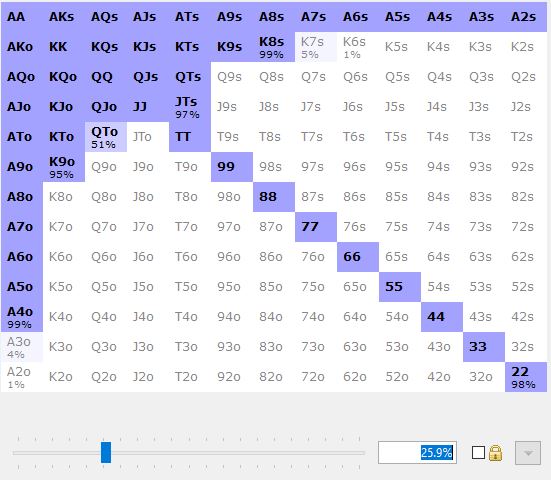 AA AKs AQs AJs ATs A9s A8s A7s A6s A5s A4s A3s A2s
AKo KK KQs KJs KTs K9s K8s K7s K6s K5s K4s K3s K2s
99% 5% 1%
AQo KQo QQ QJs QTs Q9s Q8s Q7s Q6s Q5s Q4s Q3s Q2s
AJo KJo QJo JJ JTs J9s J8s J7s J6s J5s J4s J3s J2s
97%
ATo KTo QTo JTo TT T9s T8s T7s T6s T5s T4s T3s T2s
51%
A9o K9o Q9o J9o T9o 99 98s 97s 96s 95s 94s 93s 92s
95%
A8o K8o Q8o J8o T8o 98o 88 87s 86s 85s 84s 83s 82s
A7o K7o Q7o J7o T7o 97o 87o 77 76s 75s 74s 73s 72s
A6o K6o Q6o J6o T6o 96o 86o 76o 66 65s 64s 63s 62s
A5o K5o Q5o J5o T5o 95o 85o 75o 65o 55 54s 53s 52s
A4o K4o Q4o J4o T4o 94o 84o 74o 64o 54o 44 43s 42s
99%
A3o K3o Q3o J3o T3o 93o 83o 73o 63o 53o 43o 33 32s
4%
A2o K2o Q2o J2o T2o 92o 82o 72o 62o 52o 42o 32o 22
1% 98%
25.9%